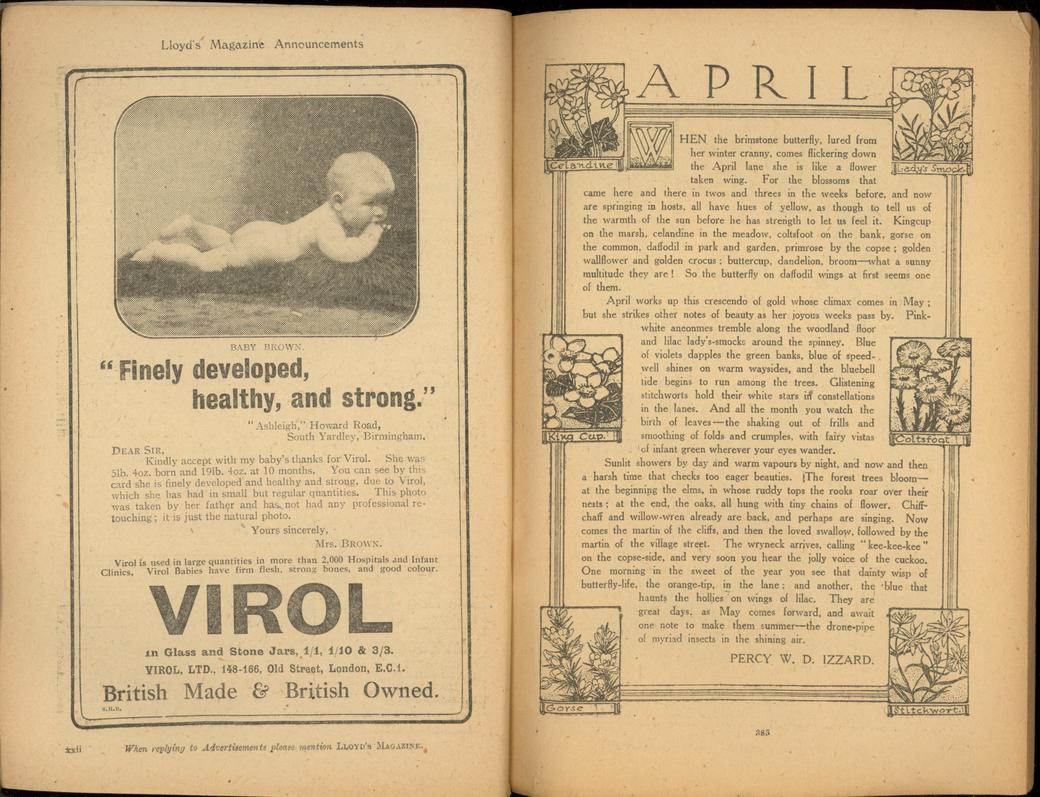 Lloyd's Magazine Announcements
BABY BROWN.
"Finely developed,
healthy, and strong."
"Ashleigh," Howard Road,
South Yardley, Birmingham.
DEAR SIR,
Kindly accept with my baby's thanks for Virol. She was
5lb. 4oz. born and 19lb. 4oz. at 10 months. You can see by this
card she is finely developed and healthy and strong, due to Virol,
which she has had in small but regular quantities. This photo
was taken by her father and has not had any professional re-
touching; it is just the natural photo.
Yours sincerely,
Mrs. BROWN.
Virol is used in large quantities in more than 2,000 Hospitals and Infant
Clinics. Virol Babies have firm flesh, strong bones, and good colour.
VIROL
in Glass and Stone Jars, 1/1, 1/10 & 3/3.
VIROL, LTD., 148-166, Old Street, London, E.C.1.
British Made & British Owned.
S.H.B.
xxii When replying to Advertisements please mention LLOYD'S MAGAZINE.
APRIL
Celandine
Lady's Smock
WHEN the brimstone butterfly, lured from
her winter cranny, comes flickering down
the April lane she is like a flower
taken wing. For the blossoms that
came here and there in twos and threes in the weeks before, and now
are springing in hosts, all have hues of yellow, as though to tell us of
the warmth of the sun before he has strength to let us feel it. Kingcup
on the marsh, celandine in the meadow, coltsfoot on the bank, gorse on
the common, daffodil in park and garden, primrose by the copse; golden
wallflower and golden crocus; buttercup, dandelion, broom—what a sunny
multitude they are! So the butterfly on daffodil wings at first seems one
of them.
April works up this crescendo of gold whose climax comes in May;
but she strikes other notes of beauty as her joyous weeks pass by. Pink-
white aneonmes tremble along the woodland floor
and lilac lady's-smocks around the spinney. Blue
of violets dapples the green banks, blue of speed-
well shines on warm waysides, and the bluebell
tide begins to run among the trees. Glistening
stitchworts hold their white stars in constellations
in the lanes. And all the month you watch the
birth of leaves—the shaking out of frills and
smoothing of folds and crumples, with fairy vistas
of infant green wherever your eyes wander.
King Cup.
Coltsfoot.
Sunlit showers by day and warm vapours by night, and now and then
a harsh time that checks too eager beauties. The forest trees bloom—
at the beginning the elms, in whose ruddy tops the rooks roar over their
nests; at the end, the oaks, all hung with tiny chains of flower. Chiff-
chaff and willow-wren already are back, and perhaps are singing. Now
comes the martin of the cliffs, and then the loved swallow, followed by the
martin of the village street. The wryneck arrives, calling "kee-kee-kee"
on the copse-side, and very soon you hear the jolly voice of the cuckoo.
One morning in the sweet of the year you see that dainty wisp of
butterfly-life, the orange-tip, in the lane; and another, the blue that
haunts the hollies on wings of lilac. They are
great days, as May comes forward, and await
one note to make them summer—the drone-pipe
of myriad insects in the shining air.
PERCY W. D. IZZARD.
Gorse
Stitchwort.
385